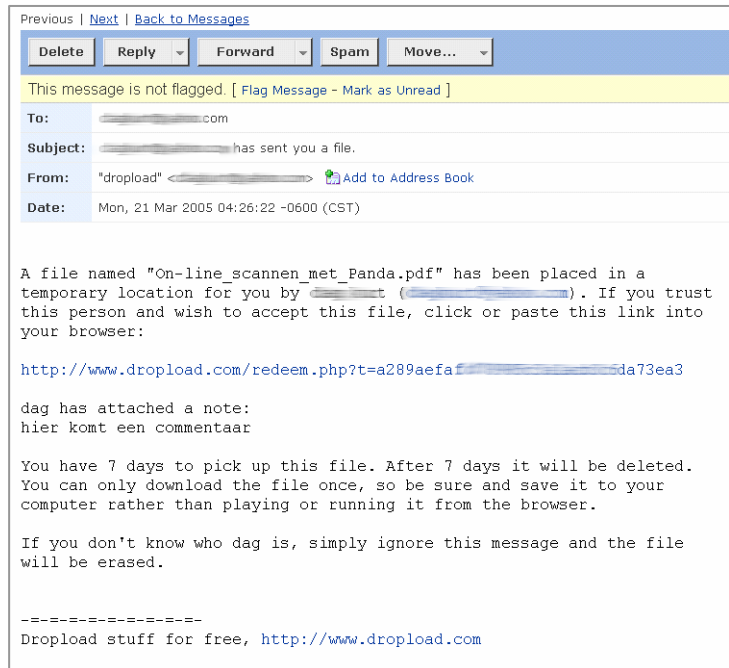 Previous | Next | Back to Messages
Delete Reply Forward Spam Move...
This message is not flagged. [ Flag Message - Mark as Unread ]
To: .com
Subject: has sent you a file.
From: "dropload" < > Add to Address Book
Date: Mon, 21 Mar 2005 04:26:22 -0600 (CST)
A file named "On-line_scannen_met_Panda.pdf" has been placed in a
temporary location for you by ( ). If you trust
this person and wish to accept this file, click or paste this link into
your browser:
http://www.dropload.com/redeem.php?t=a289aefaf da73ea3
dag has attached a note:
hier komt een commentaar
You have 7 days to pick up this file. After 7 days it will be deleted.
You can only download the file once, so be sure and save it to your
computer rather than playing or running it from the browser.
If you don't know who dag is, simply ignore this message and the file
will be erased.
-=-=-=-=-=-=-=-=-=-
Dropload stuff for free, http://www.dropload.com